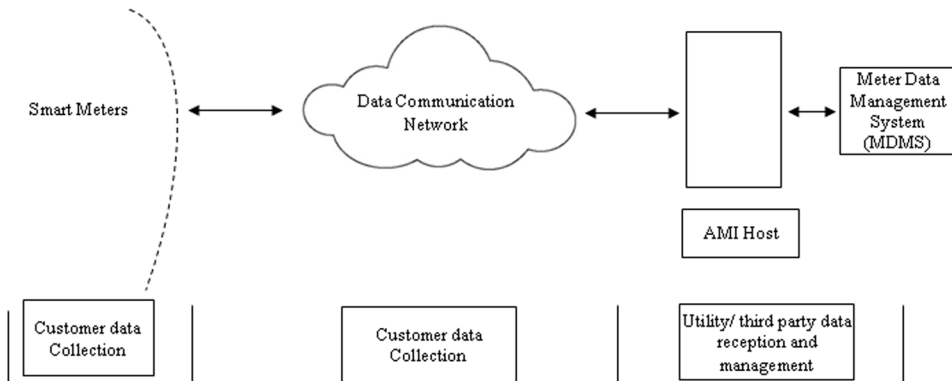 Smart Meters
Data Communication
Network
Meter Data
Management
System
(MDMS)
AMI Host
Customer data
Collection
Customer data
Collection
Utility/ third party data
reception and
management